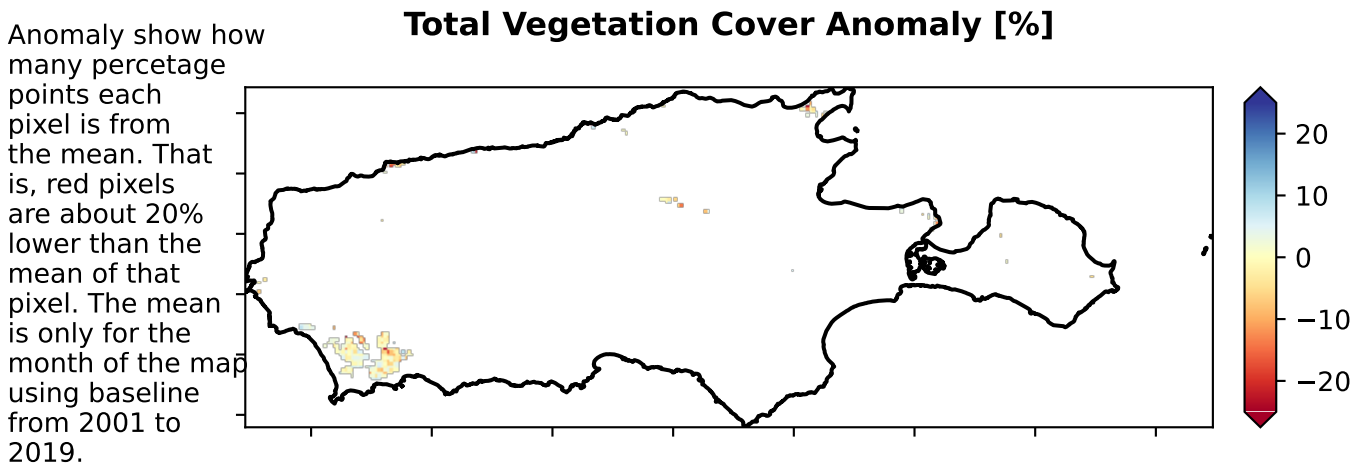 Total Vegetation Cover Anomaly [%]
Anomaly show how
many percetage
points each
pixel is from
the mean. That
is, red pixels
are about 20%
lower than the
mean of that
pixel. The mean
is only for the
month of the map
using baseline
from 2001 to
2019.
20
10
0
−10
−20